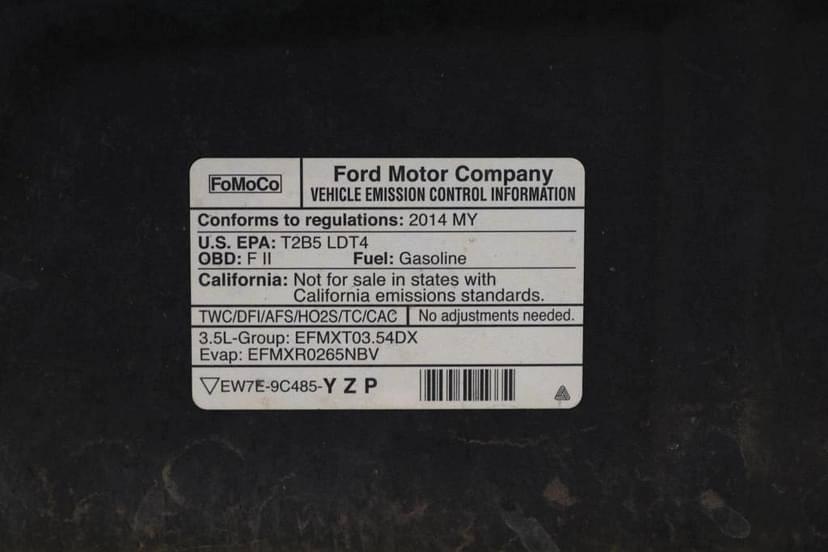 FoMoCo
Ford Motor Company
VEHICLE EMISSION CONTROL INFORMATION
Conforms to regulations: 2014 MY
U.S. EPA: T2B5 LDT4
OBD: F II Fuel: Gasoline
California: Not for sale in states with
California emissions standards.
TWC/DFI/AFS/HO2S/TC/CAC No adjustments needed.
3.5L-Group: EFMXT03.54DX
Evap: EFMXR0265NBV
EW7E-9C485-Y Z P